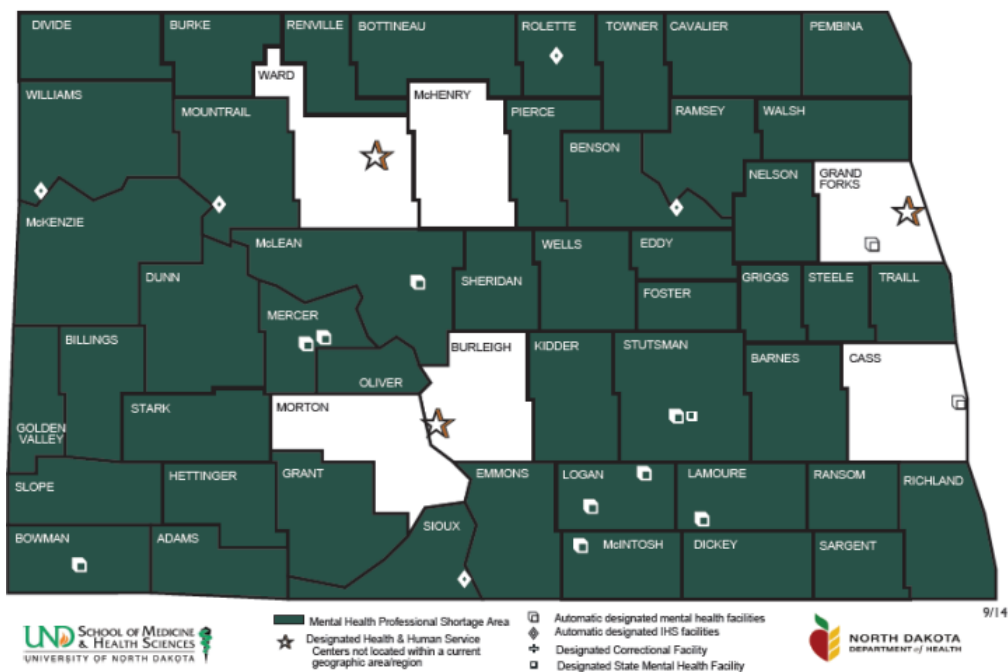 DIVIDE
BURKE
RENVILLE
BOTTINEAU
ROLETTE
TOWNER
CAVALIER
PEMBINA
WARD
WILLIAMS
McHENRY
MOUNTRAIL
PIERCE
RAMSEY
WALSH
BENSON
NELSON
GRAND
FORKS
McKENZIE
McLEAN
WELLS
EDDY
DUNN
SHERIDAN
GRIGGS
STEELE
TRAILL
FOSTER
MERCER
BILLINGS
BURLEIGH
KIDDER
STUTSMAN
BARNES
CASS
OLIVER
STARK
MORTON
GOLDEN
VALLEY
HETTINGER
GRANT
EMMONS
LOGAN
LAMOURE
RANSOM
RICHLAND
SLOPE
SIOUX
BOWMAN
ADAMS
McINTOSH
DICKEY
SARGENT
9/14
UND SCHOOL OF MEDICINE
& HEALTH SCIENCES
UNIVERSITY OF NORTH DAKOTA
Mental Health Professional Shortage Area
Designated Health & Human Service
Centers not located within a current
geographic area/region
Automatic designated mental health facilities
Automatic designated IHS facilities
Designated Correctional Facility
Designated State Mental Health Facility
NORTH DAKOTA
DEPARTMENT of HEALTH